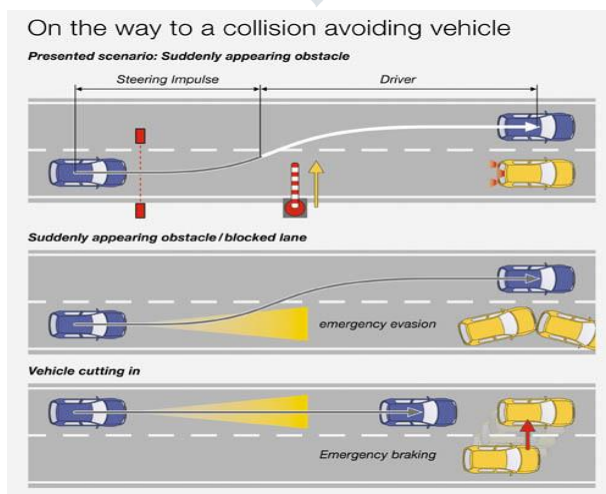 On the way to a collision avoiding vehicle
Presented scenario: Suddenly appearing obstacle
Steering Impulse
Driver
Suddenly appearing obstacle/blocked lane
emergency evasion
Vehicle cutting in
Emergency braking